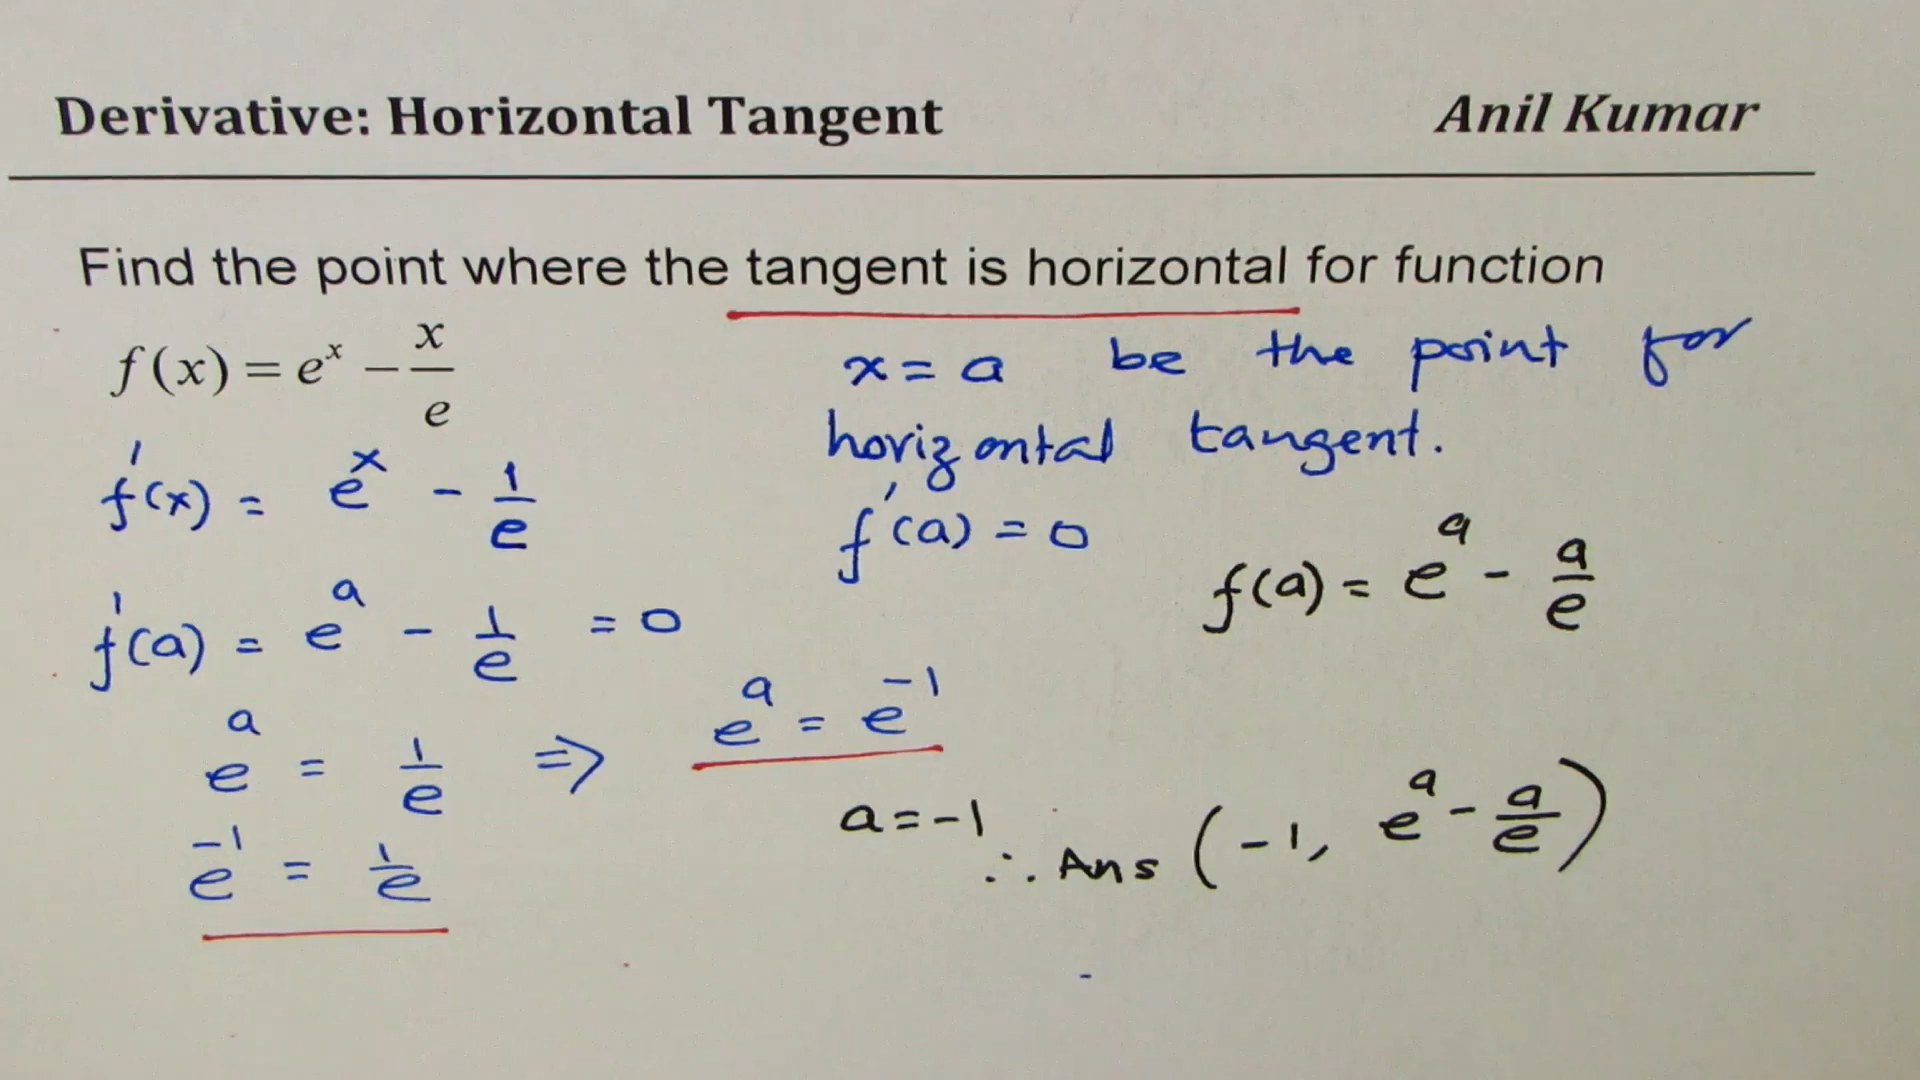 Derivative: Horizontal Tangent
Anil Kumar
Find the point where the tangent is horizontal for function
f(x) = e^x − x/e
f'(x) = e^x - 1/e
f'(a) = e^a - 1/e = 0
e^a = 1/e ⇒ e^a = e^-1
e^-1 = 1/e
x = a be the point for
horizontal tangent.
f'(a) = 0
f(a) = e^a - a/e
a = -1
∴ Ans (-1, e^a - a/e)